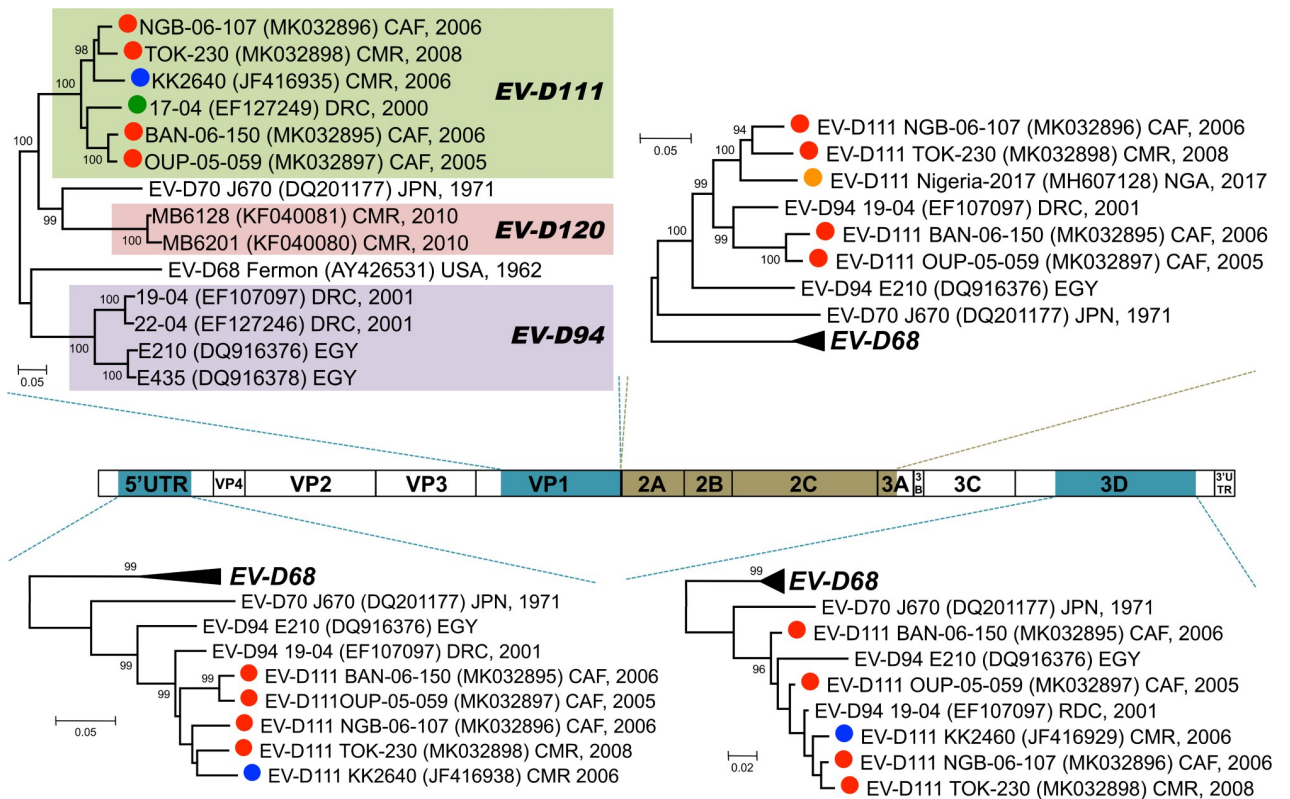 NGB-06-107 (MK032896) CAF, 2006
98
TOK-230 (MK032898) CMR, 2008
100
KK2640 (JF416935) CMR, 2006
EV-D111
17-04 (EF127249) DRC, 2000
BAN-06-150 (MK032895) CAF, 2006
100
100
OUP-05-059 (MK032897) CAF, 2005
EV-D70 J670 (DQ201177) JPN, 1971
99
MB6128 (KF040081) CMR, 2010
EV-D120
100
MB6201 (KF040080) CMR, 2010
EV-D68 Fermon (AY426531) USA, 1962
100
19-04 (EF107097) DRC, 2001
22-04 (EF127246) DRC, 2001
EV-D94
100
E210 (DQ916376) EGY
100
E435 (DQ916378) EGY
0.05
0.05
94
EV-D111 NGB-06-107 (MK032896) CAF, 2006
100
EV-D111 TOK-230 (MK032898) CMR, 2008
EV-D111 Nigeria-2017 (MH607128) NGA, 2017
99
EV-D94 19-04 (EF107097) DRC, 2001
99
EV-D111 BAN-06-150 (MK032895) CAF, 2006
100
100
EV-D111 OUP-05-059 (MK032897) CAF, 2005
EV-D94 E210 (DQ916376) EGY
EV-D70 J670 (DQ201177) JPN, 1971
EV-D68
5'UTR VP4 VP2 VP3 VP1 2A 2B 2C 3A 3B 3C 3D 3'UTR
99
EV-D68
EV-D70 J670 (DQ201177) JPN, 1971
EV-D94 E210 (DQ916376) EGY
99
EV-D94 19-04 (EF107097) DRC, 2001
99
99
EV-D111 BAN-06-150 (MK032895) CAF, 2006
EV-D111OUP-05-059 (MK032897) CAF, 2005
EV-D111 NGB-06-107 (MK032896) CAF, 2006
EV-D111 TOK-230 (MK032898) CMR, 2008
EV-D111 KK2640 (JF416938) CMR 2006
0.05
99
EV-D68
EV-D70 J670 (DQ201177) JPN, 1971
EV-D111 BAN-06-150 (MK032895) CAF, 2006
96
EV-D94 E210 (DQ916376) EGY
EV-D111 OUP-05-059 (MK032897) CAF, 2005
EV-D94 19-04 (EF107097) RDC, 2001
EV-D111 KK2460 (JF416929) CMR, 2006
EV-D111 NGB-06-107 (MK032896) CAF, 2006
EV-D111 TOK-230 (MK032898) CMR, 2008
0.02